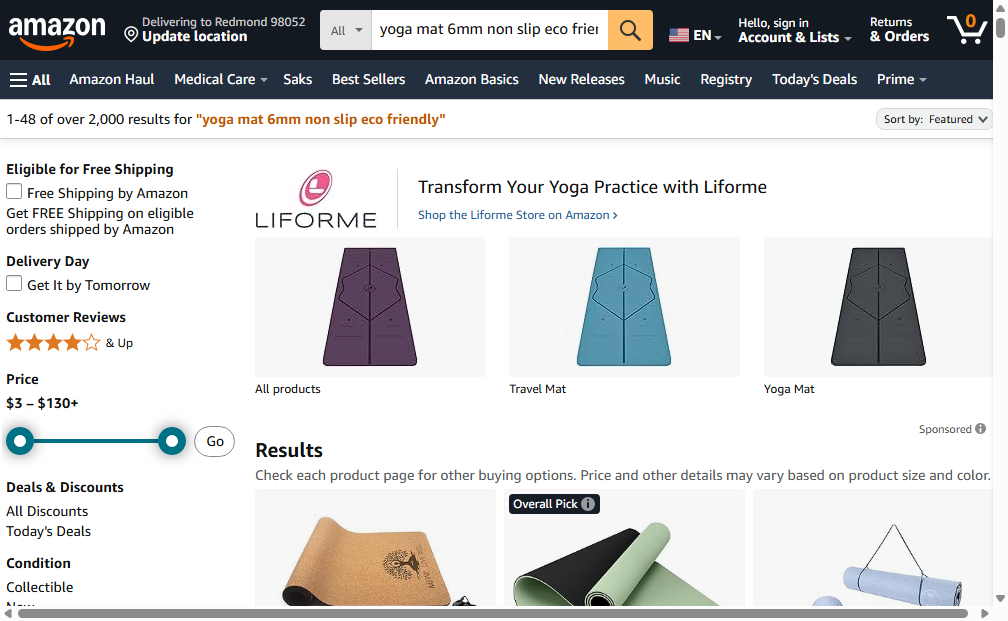 amazon
Delivering to Redmond 98052
Update location
All
yoga mat 6mm non slip eco frien
EN
Hello, sign in
Account & Lists
Returns
& Orders
0
All
Amazon Haul
Medical Care
Saks
Best Sellers
Amazon Basics
New Releases
Music
Registry
Today's Deals
Prime
1-48 of over 2,000 results for "yoga mat 6mm non slip eco friendly"
Sort by: Featured
Eligible for Free Shipping
Free Shipping by Amazon
Get FREE Shipping on eligible
orders shipped by Amazon
Delivery Day
Get It by Tomorrow
Customer Reviews
& Up
Price
$3 – $130+
Go
Deals & Discounts
All Discounts
Today's Deals
Condition
Collectible
New
LIFORME
Transform Your Yoga Practice with Liforme
Shop the Liforme Store on Amazon ›
All products
Travel Mat
Yoga Mat
Sponsored
Results
Check each product page for other buying options. Price and other details may vary based on product size and color.
Overall Pick